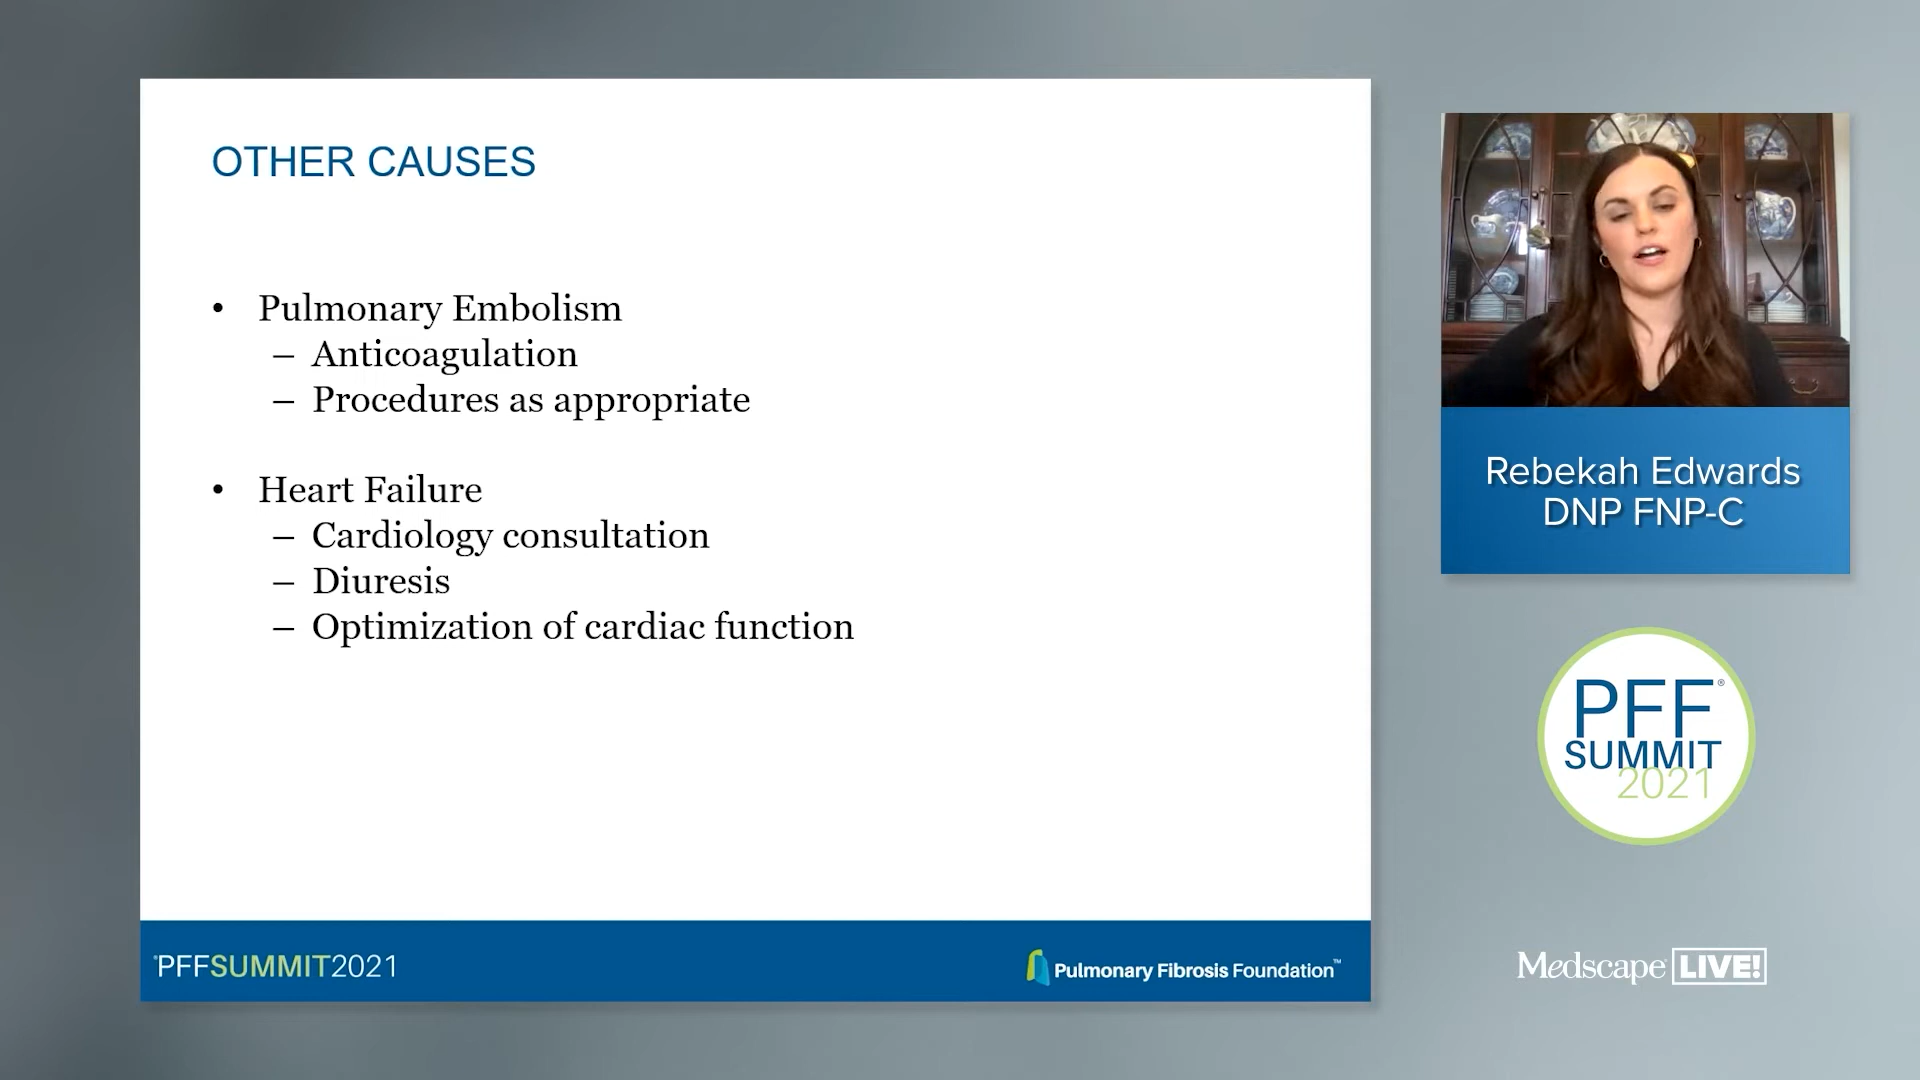 OTHER CAUSES
• Pulmonary Embolism
– Anticoagulation
– Procedures as appropriate
• Heart Failure
– Cardiology consultation
– Diuresis
– Optimization of cardiac function
PFFSUMMIT2021
Pulmonary Fibrosis Foundation™
Rebekah Edwards
DNP FNP-C
PFF®
SUMMIT
2021
Medscape LIVE!